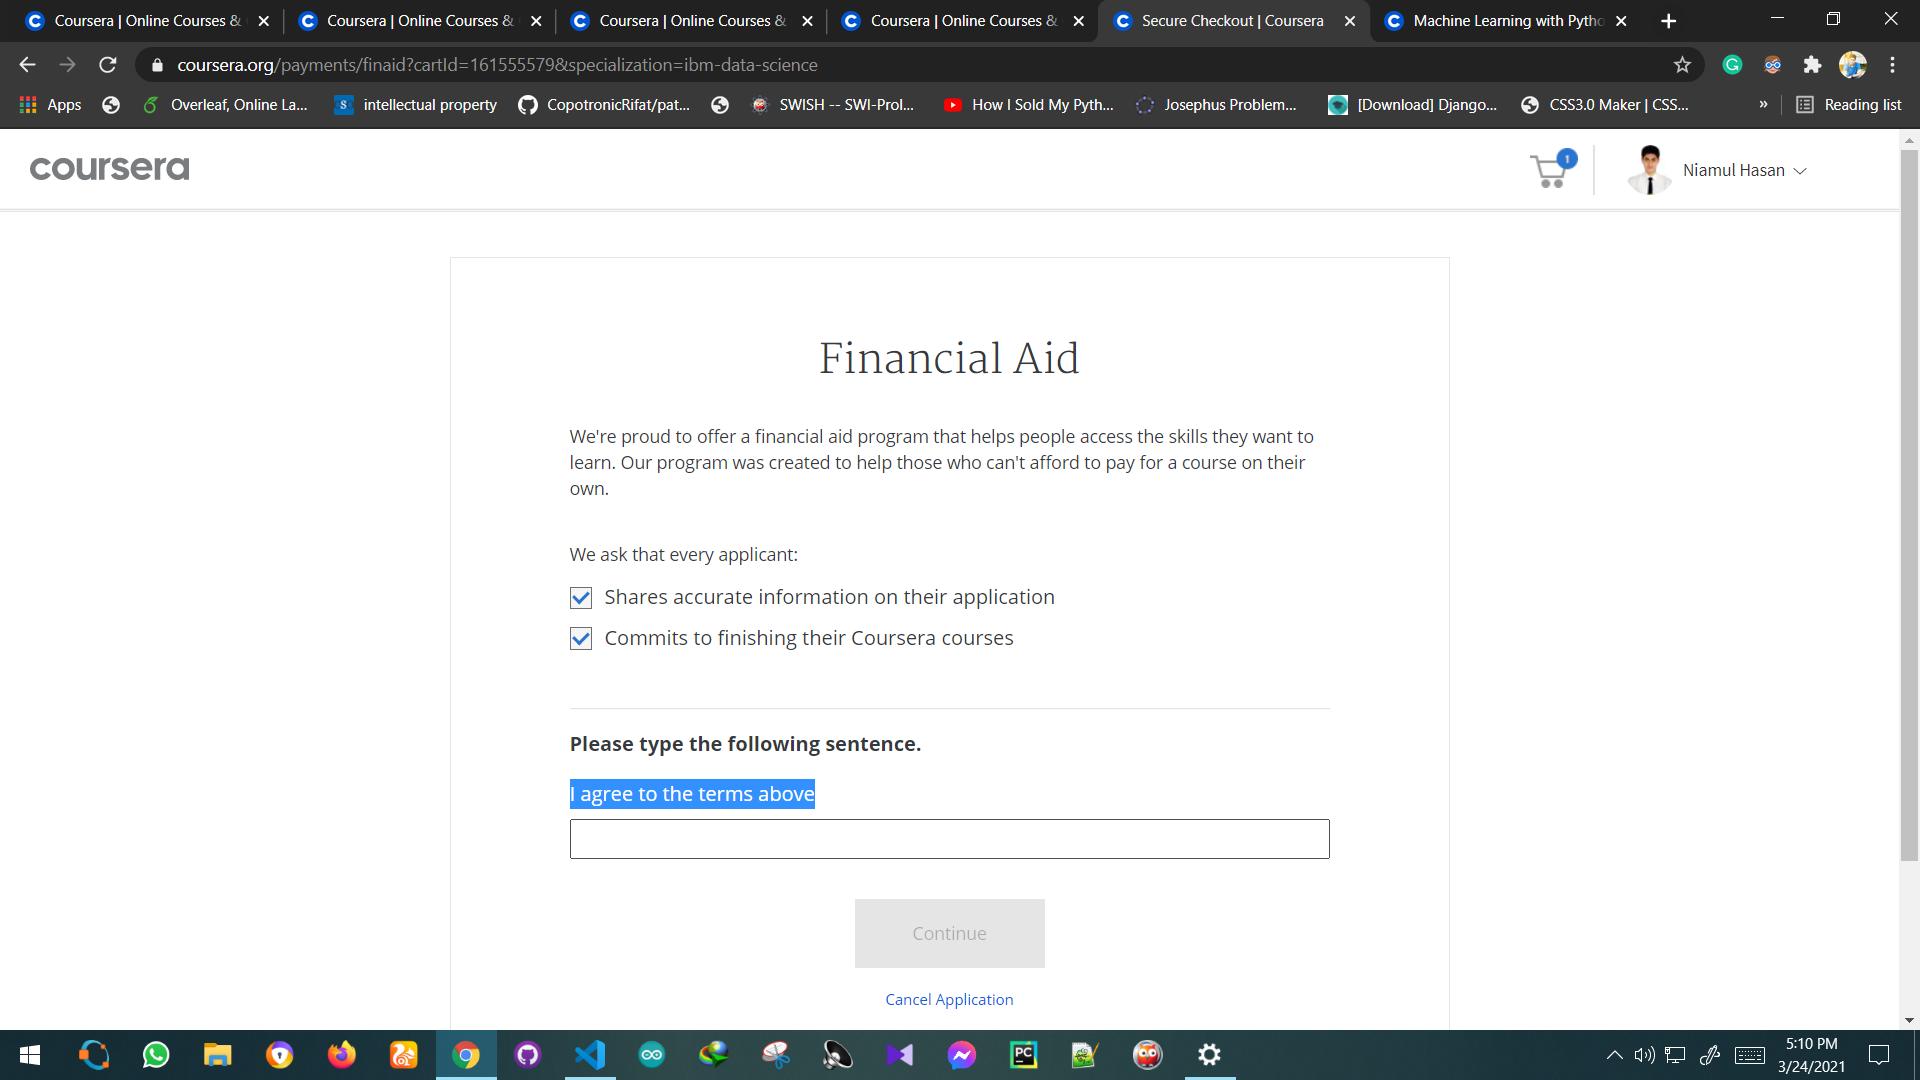 Coursera | Online Courses &
Coursera | Online Courses &
Coursera | Online Courses &
Coursera | Online Courses &
Secure Checkout | Coursera
Machine Learning with Pytho
coursera.org/payments/finaid?cartId=161555579&specialization=ibm-data-science
Apps
Overleaf, Online La...
intellectual property
CopotronicRifat/pat...
SWISH -- SWI-Prol...
How I Sold My Pyth...
Josephus Problem...
[Download] Django...
CSS3.0 Maker | CSS...
»
Reading list
coursera
1
Niamul Hasan
Financial Aid
We're proud to offer a financial aid program that helps people access the skills they want to
learn. Our program was created to help those who can't afford to pay for a course on their
own.
We ask that every applicant:
Shares accurate information on their application
Commits to finishing their Coursera courses
Please type the following sentence.
I agree to the terms above
Continue
Cancel Application
5:10 PM
3/24/2021